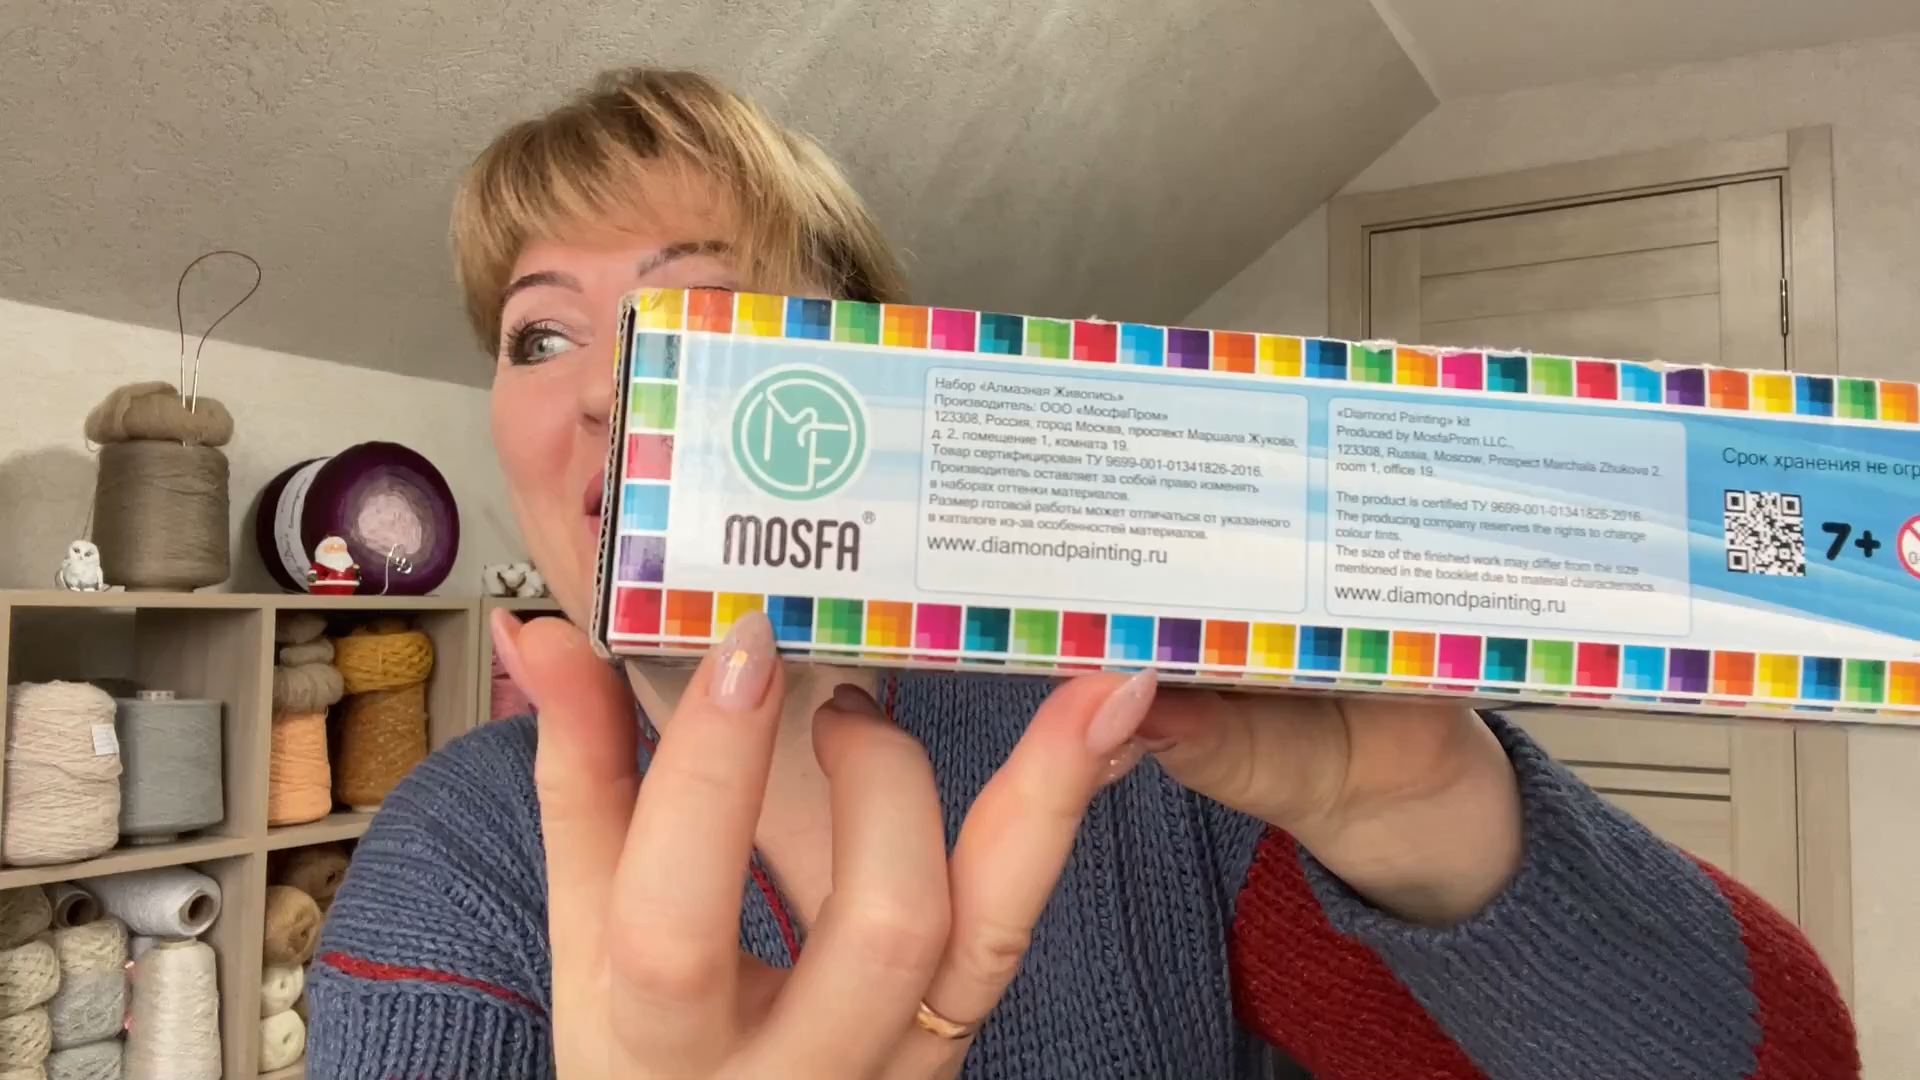 MOSFA®
Набор «Алмазная Живопись»
Производитель: ООО «МосфаПром»
123308, Россия, город Москва, проспект Маршала Жукова,
д. 2, помещение 1, комната 19.
Товар сертифицирован ТУ 9699-001-01341826-2016.
Производитель оставляет за собой право изменять
в наборах оттенки материалов.
Размер готовой работы может отличаться от указанного
в каталоге из-за особенностей материалов.
www.diamondpainting.ru
«Diamond Painting» kit
Produced by MosfaProm LLC.,
123308, Russia, Moscow, Prospect Marchala Zhukova 2,
room 1, office 19.
The product is certified ТУ 9699-001-01341826-2016.
The producing company reserves the rights to change
colour tints.
The size of the finished work may differ from the size
mentioned in the booklet due to material characteristics.
www.diamondpainting.ru
Срок хранения не огр
7+